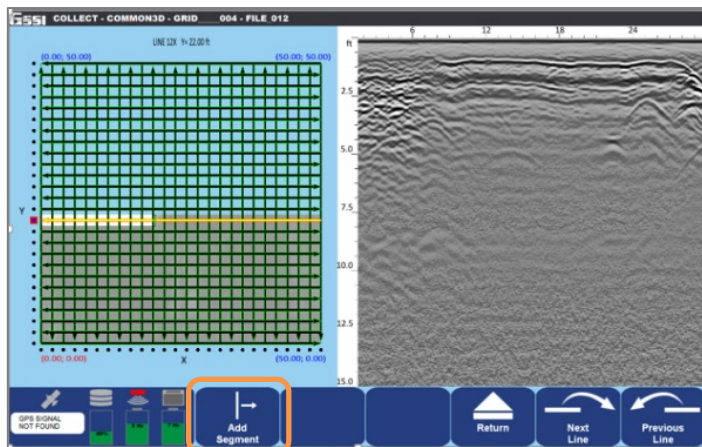 GSSI COLLECT - COMMON3D - GRID____004 - FILE_012
LINE 12X Y= 22.00 ft
(0.00; 50.00) (50.00; 50.00)
Y
(0.00; 0.00) X (50.00; 0.00)
ft 6 12 18 24
2.5
5.0
7.5
10.0
12.5
15.0
GPS SIGNAL
NOT FOUND
Add
Segment
Return
Next
Line
Previous
Line